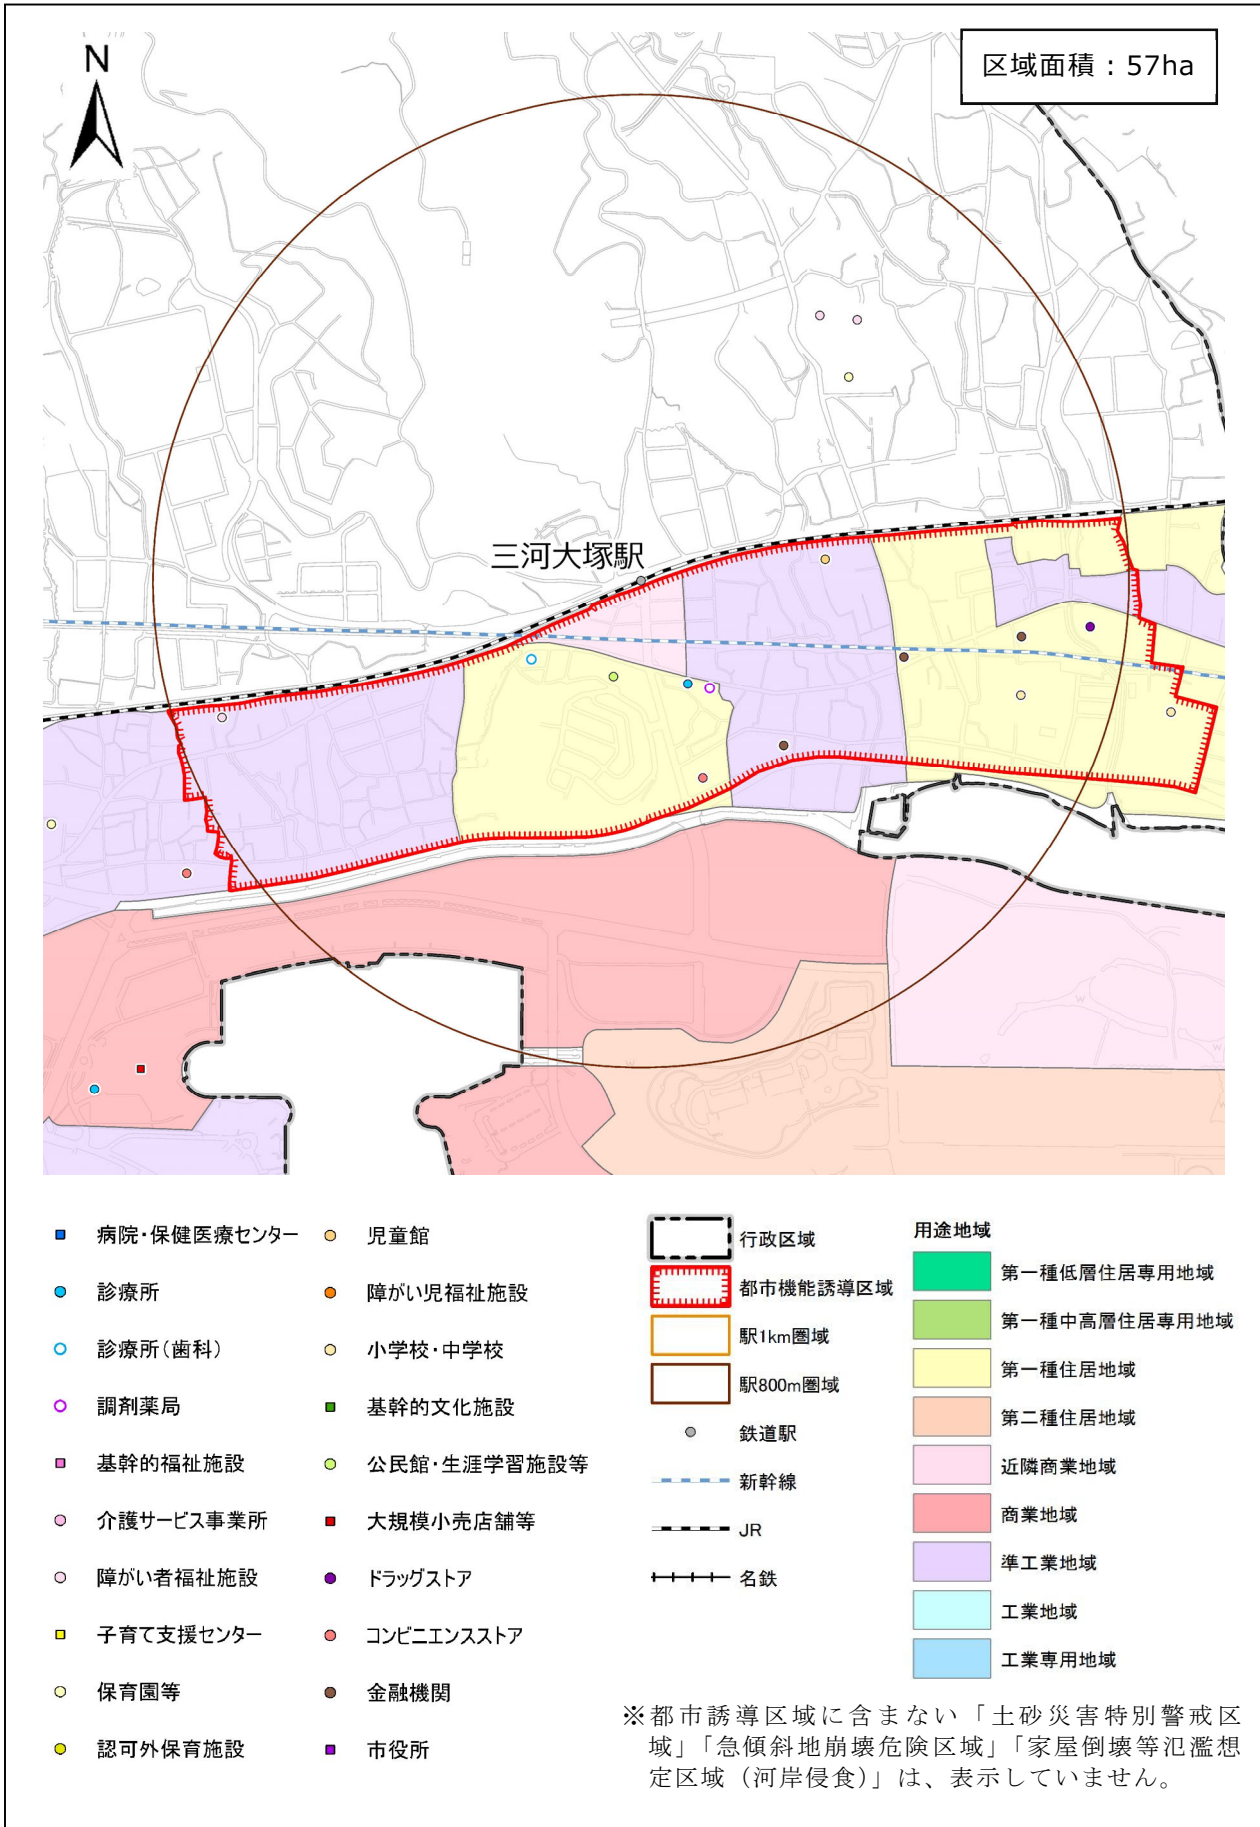 N
区域面積：57ha
三河大塚駅
病院・保健医療センター
診療所
診療所（歯科）
調剤薬局
基幹的福祉施設
介護サービス事業所
障がい者福祉施設
子育て支援センター
保育園等
認可外保育施設
児童館
障がい児福祉施設
小学校・中学校
基幹的文化施設
公民館・生涯学習施設等
大規模小売店舗等
ドラッグストア
コンビニエンスストア
金融機関
市役所
行政区域
都市機能誘導区域
駅1km圏域
駅800m圏域
鉄道駅
新幹線
JR
名鉄
用途地域
第一種低層住居専用地域
第一種中高層住居専用地域
第一種住居地域
第二種住居地域
近隣商業地域
商業地域
準工業地域
工業地域
工業専用地域
※都市誘導区域に含まない「土砂災害特別警戒区
域」「急傾斜地崩壊危険区域」「家屋倒壊等氾濫想
定区域（河岸侵食）」は、表示していません。